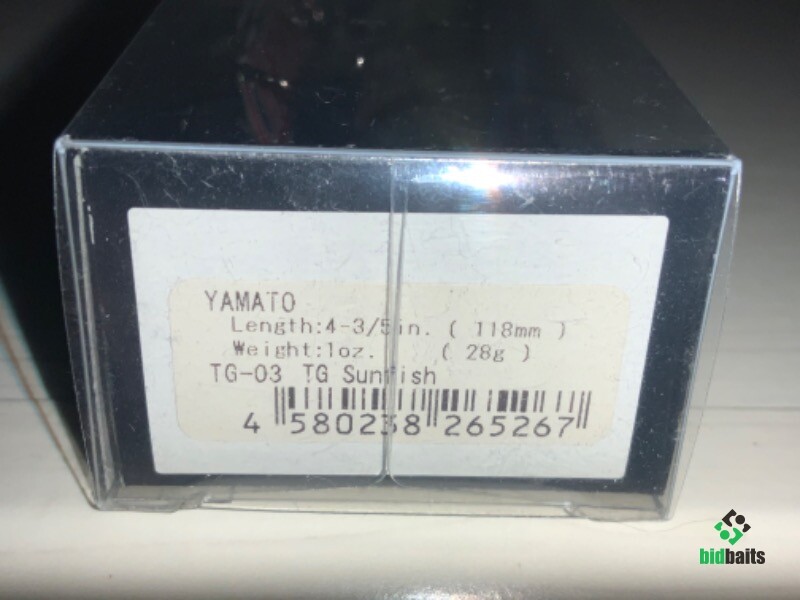 YAMATO
Length:4-3/5in. ( 118mm )
Weight:1oz. ( 28g )
TG-03 TG Sunfish
4 580238 265267
bidbaits